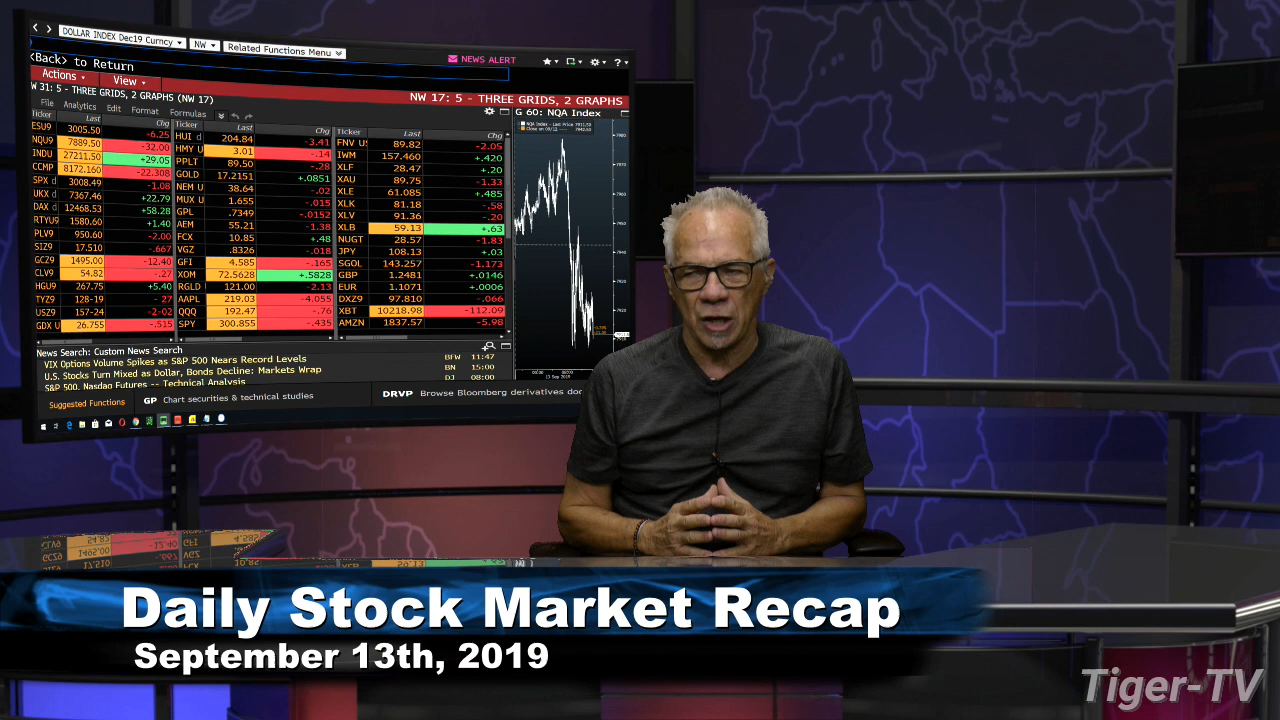 DOLLAR INDEX Dec19 Curncy NW Related Functions Menu
NEWS ALERT
<Back> to Return
Actions View
W 31: 5 - THREE GRIDS, 2 GRAPHS (NW 17)
NW 17: 5 - THREE GRIDS, 2 GRAPHS
File Analytics Edit Format Formulas
G 60: NQA Index
Ticker Last Chg
ESU9 3005.50 -6.25
NQU9 7889.50 -32.00
INDU 27211.50 +29.05
CCMP 8172.160 -22.308
SPX d 3008.49 -1.08
UKX d 7367.46 +22.79
DAX d 12468.53 +58.28
RTYU9 1580.60 +1.40
PLV9 950.60 -2.00
SIZ9 17.510 -.667
GCZ9 1495.00 -12.40
CLV9 54.82 -.27
HGU9 267.75 +5.40
TYZ9 128-19 - 27
USZ9 157-24 -2-02
GDX U 26.755 -.515
Ticker Last Chg
HUI d 204.84 -3.41
HMY U 3.01 -.14
PPLT 89.50 -.28
GOLD 17.2151 +.0851
NEM U 38.64 -.02
MUX U 1.655 -.015
GPL .7349 -.0152
AEM 55.21 -1.38
FCX 10.85 +.48
VGZ .8326 -.018
GFI 4.585 -.165
XOM 72.5628 +.5828
RGLD 121.00 -2.13
AAPL 219.03 -4.055
QQQ 192.47 -.76
SPY 300.855 -.435
Ticker Last Chg
FNV US 89.82 -2.05
IWM 157.460 +.420
XLF 28.47 +.20
XAU 89.75 -1.33
XLE 61.085 +.485
XLK 81.18 -.58
XLV 91.36 -.20
XLB 59.13 +.63
NUGT 28.57 -1.83
JPY 108.13 +.03
SGOL 143.257 -1.173
GBP 1.2481 +.0146
EUR 1.1071 +.0006
DXZ9 97.810 -.066
XBT 10218.98 -112.09
AMZN 1837.57 -5.98
13 Sep 2019
News Search: Custom News Search
VIX Options Volume Spikes as S&P 500 Nears Record Levels BFW 11:47
U.S. Stocks Turn Mixed as Dollar, Bonds Decline: Markets Wrap BN 15:00
S&P 500, Nasdaq Futures -- Technical Analysis DJ 08:00
Suggested Functions GP Chart securities & technical studies DRVP Browse Bloomberg derivatives doc
Daily Stock Market Recap
September 13th, 2019
Tiger-TV